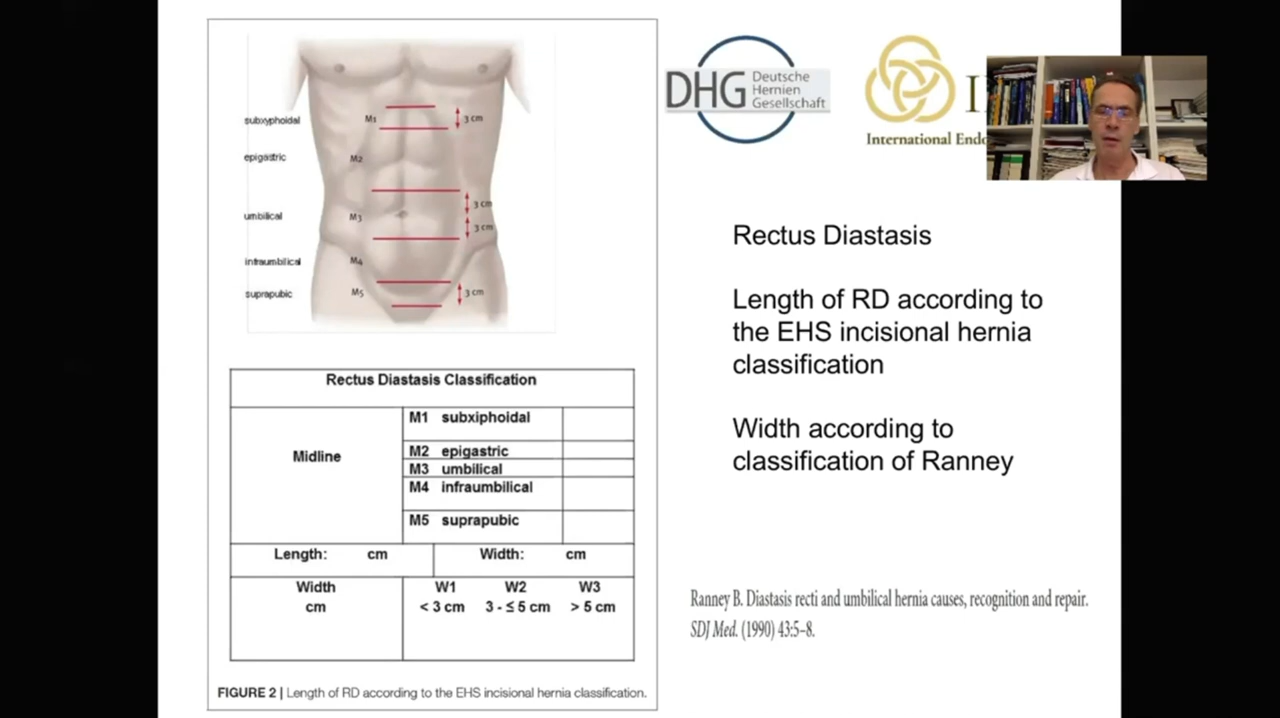 subxyphoidal
M1
3 cm
epigastric
M2
3 cm
umbilical
M3
3 cm
infraumbilical
M4
suprapubic
M5
3 cm
Rectus Diastasis Classification
Midline
M1 subxiphoidal
M2 epigastric
M3 umbilical
M4 infraumbilical
M5 suprapubic
Length: cm
Width: cm
Width
cm
W1 W2 W3
< 3 cm 3 - ≤ 5 cm > 5 cm
FIGURE 2 | Length of RD according to the EHS incisional hernia classification.
DHG
Deutsche
Hernien
Gesellschaft
I
International
Rectus Diastasis
Length of RD according to
the EHS incisional hernia
classification
Width according to
classification of Ranney
Ranney B. Diastasis recti and umbilical hernia causes, recognition and repair.
SDJ Med. (1990) 43:5–8.